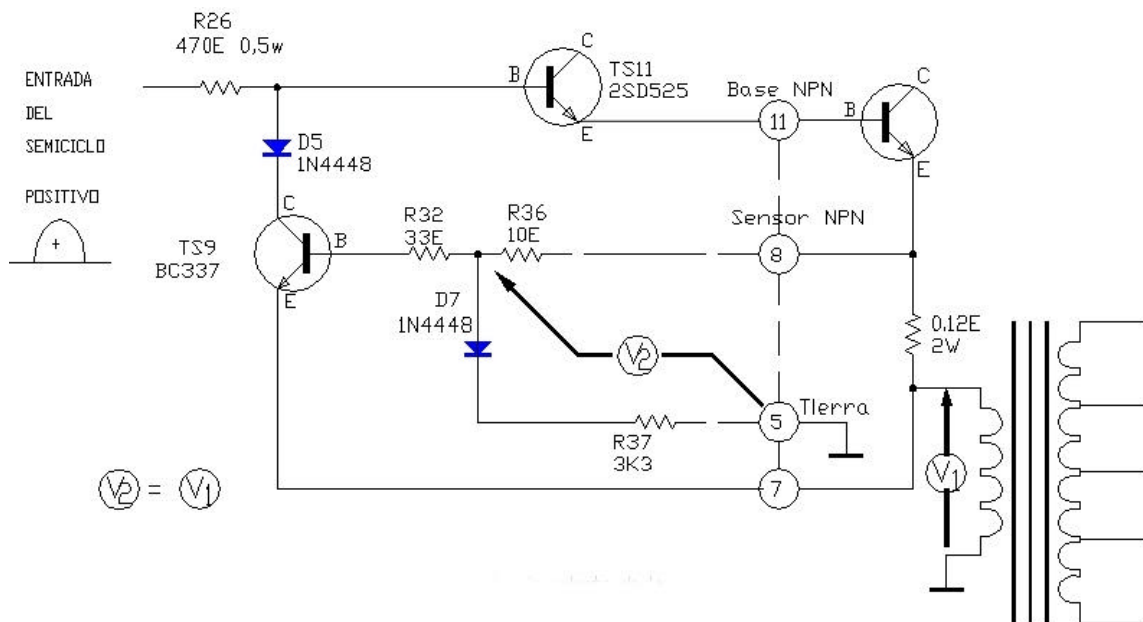 R26
470E 0,5w
ENTRADA
DEL
SEMICICLO
POSITIVO
+
C
B
TS11
2SD525
E
Base NPN
11
C
B
E
D5
1N4448
C
TS9
BC337
B
E
R32
33E
R36
10E
Sensor NPN
8
D7
1N4448
V2
0.12E
2W
5
TIerra
R37
3K3
7
V1
V2 = V1